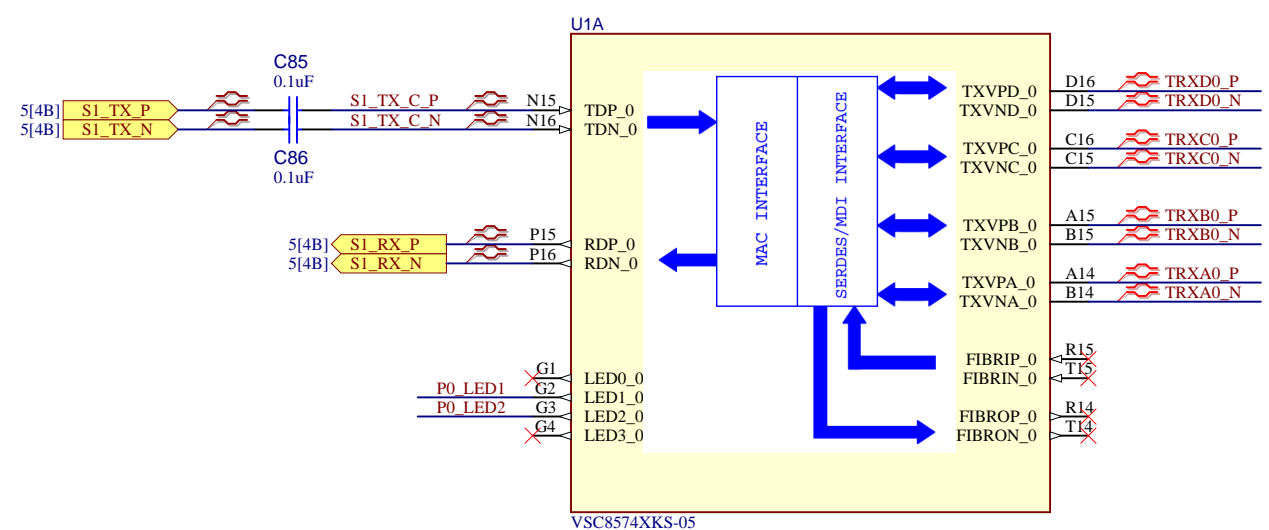 U1A
C85
0.1uF
5[4B] S1_TX_P S1_TX_C_P N15 TDP_0
5[4B] S1_TX_N S1_TX_C_N N16 TDN_0
C86
0.1uF
5[4B] S1_RX_P P15 RDP_0
5[4B] S1_RX_N P16 RDN_0
G1 LED0_0
P0_LED1 G2 LED1_0
P0_LED2 G3 LED2_0
G4 LED3_0
MAC INTERFACE
SERDES/MDI INTERFACE
TXVPD_0 D16 TRXD0_P
TXVND_0 D15 TRXD0_N
TXVPC_0 C16 TRXC0_P
TXVNC_0 C15 TRXC0_N
TXVPB_0 A15 TRXB0_P
TXVNB_0 B15 TRXB0_N
TXVPA_0 A14 TRXA0_P
TXVNA_0 B14 TRXA0_N
FIBRIP_0 R15
FIBRIN_0 T15
FIBROP_0 R14
FIBRON_0 T14
VSC8574XKS-05